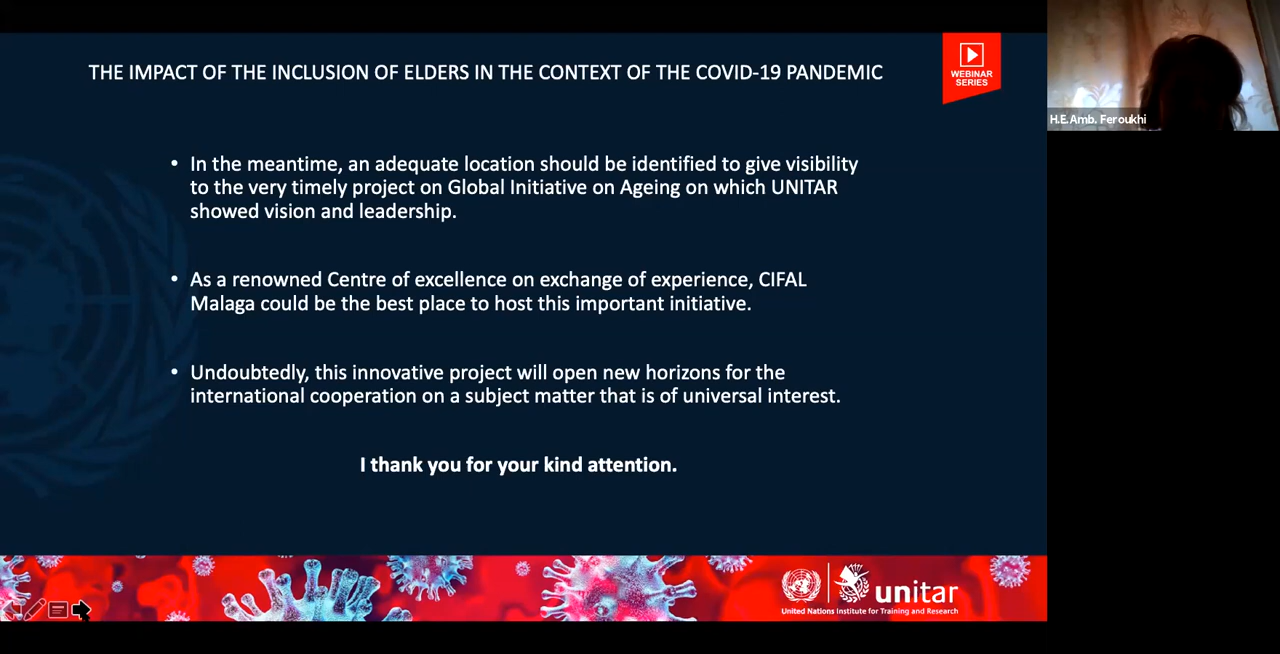 THE IMPACT OF THE INCLUSION OF ELDERS IN THE CONTEXT OF THE COVID-19 PANDEMIC
WEBINAR
SERIES
H.E.Amb. Feroukhi
• In the meantime, an adequate location should be identified to give visibility
to the very timely project on Global Initiative on Ageing on which UNITAR
showed vision and leadership.
• As a renowned Centre of excellence on exchange of experience, CIFAL
Malaga could be the best place to host this important initiative.
• Undoubtedly, this innovative project will open new horizons for the
international cooperation on a subject matter that is of universal interest.
I thank you for your kind attention.
unitar
United Nations Institute for Training and Research